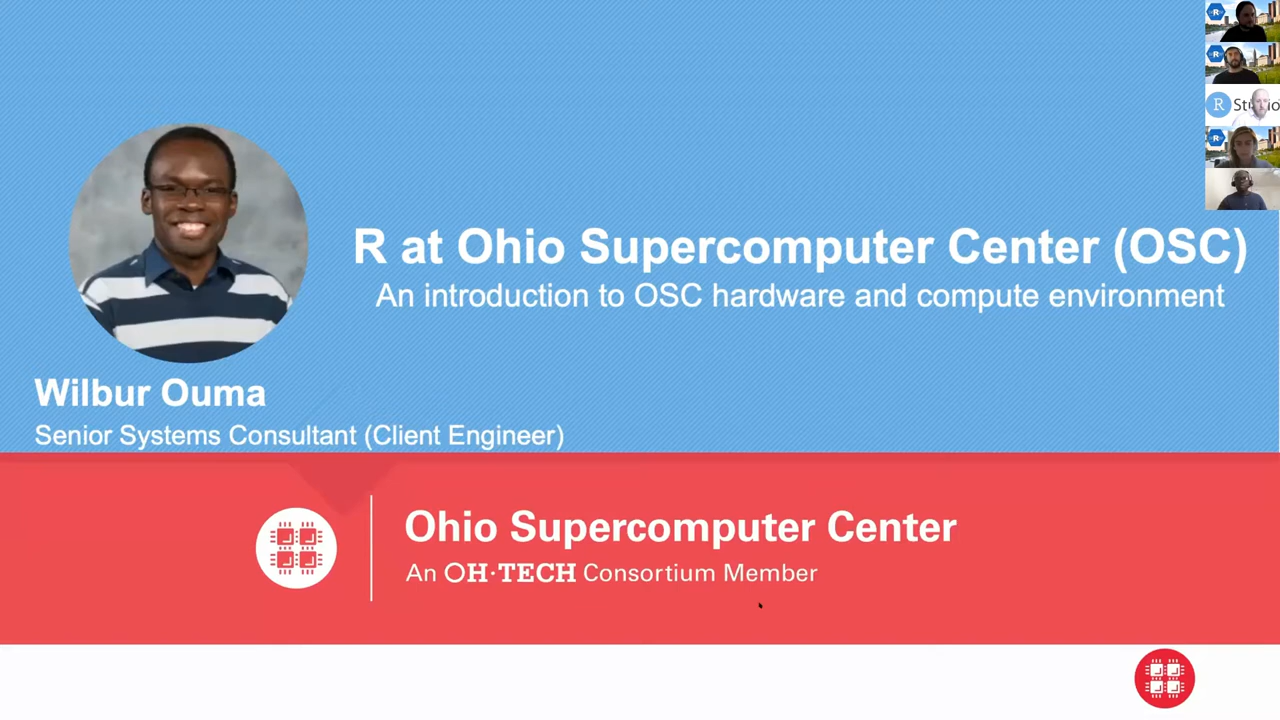 R at Ohio Supercomputer Center (OSC)
An introduction to OSC hardware and compute environment
Wilbur Ouma
Senior Systems Consultant (Client Engineer)
Ohio Supercomputer Center
An OH·TECH Consortium Member
R
R
R
R